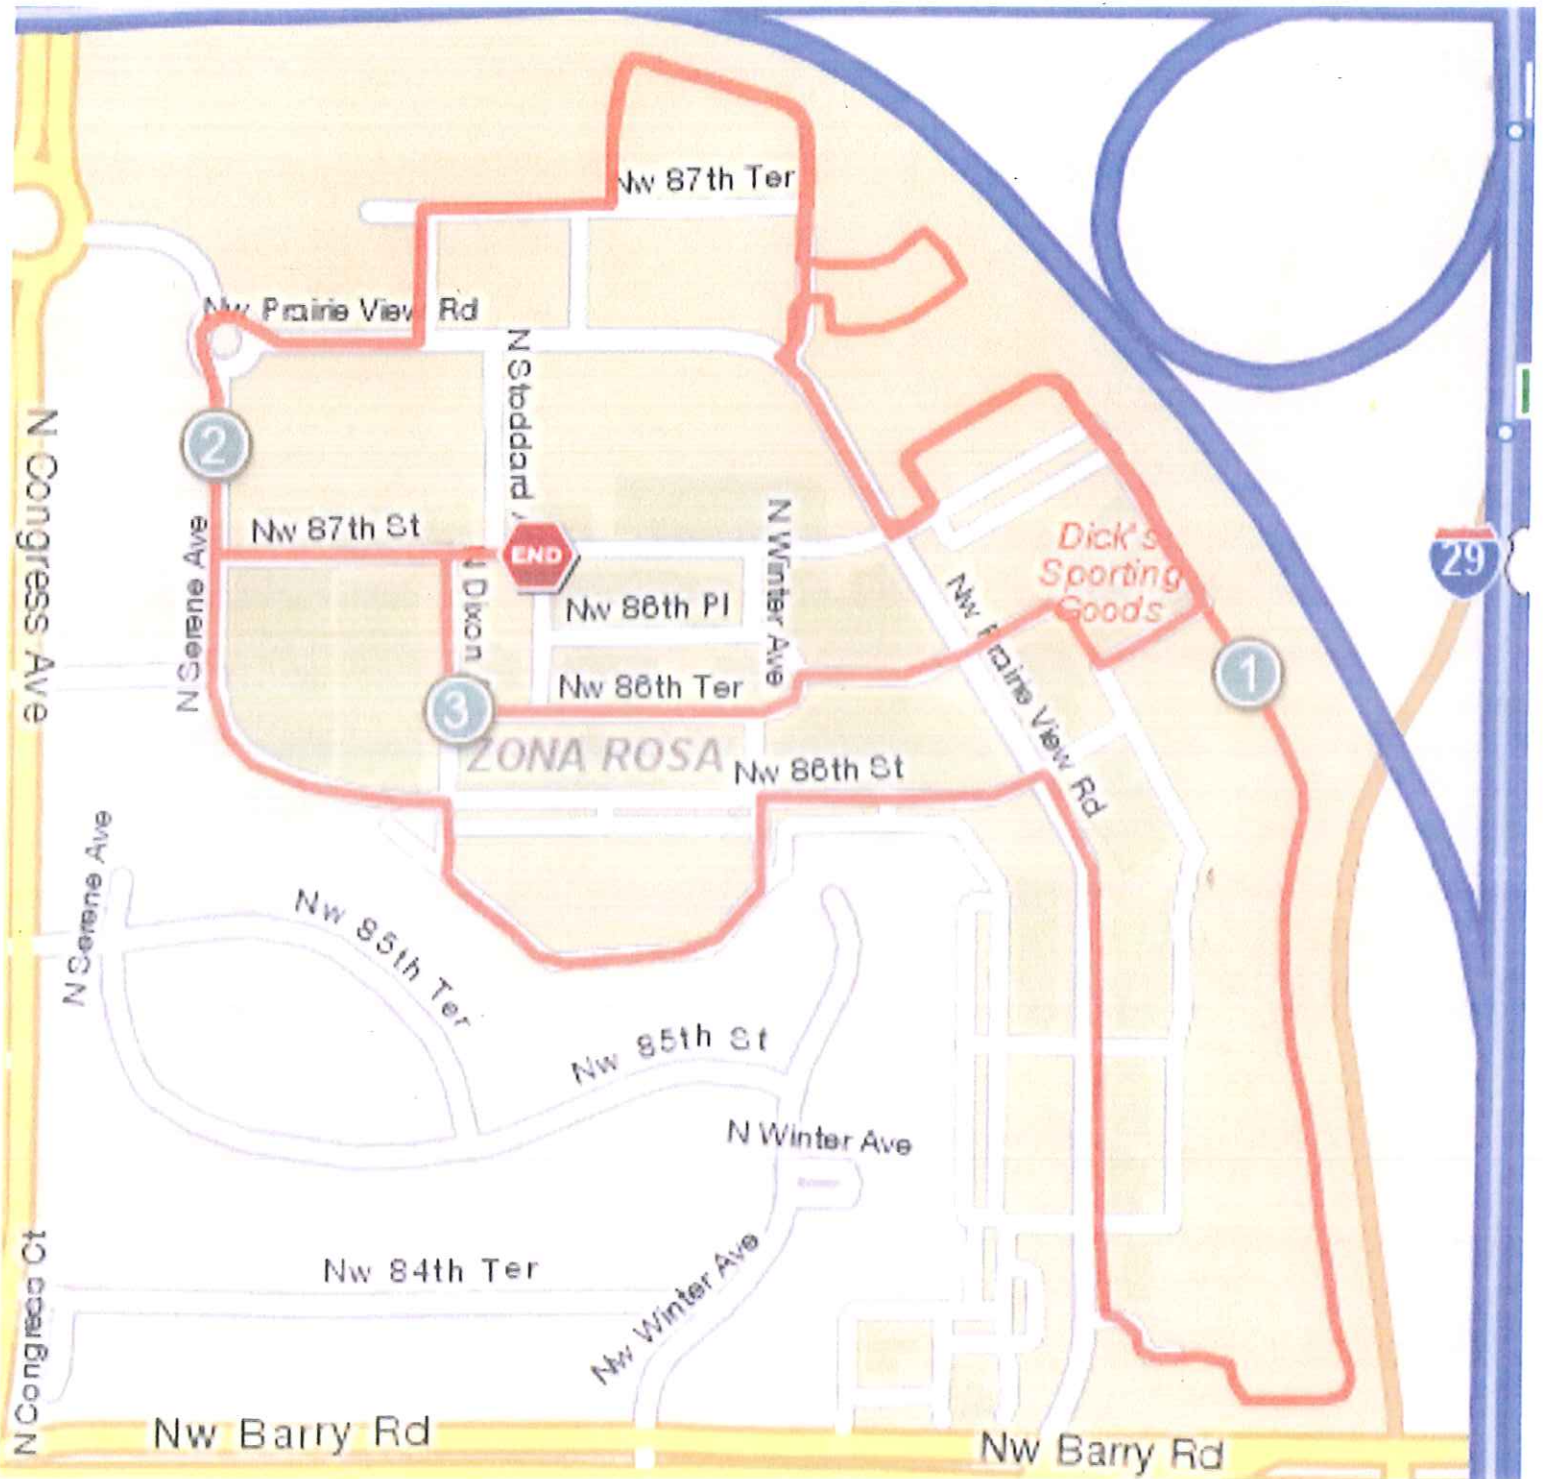 Nw 87th Ter
Nw Prairie View Rd
N Stoddard
2
N Congress Ave
Nw 87th St
END
N Serene Ave
N Dixon
N Winter Ave
Dick's
Sporting
Goods
29
Nw 86th Pl
Nw Prairie View Rd
Nw 86th Ter
1
3
ZONA ROSA
Nw 86th St
N Serene Ave
Nw 85th Ter
Nw 85th St
N Winter Ave
Nw 84th Ter
Nw Winter Ave
N Congress Ct
Nw Barry Rd
Nw Barry Rd